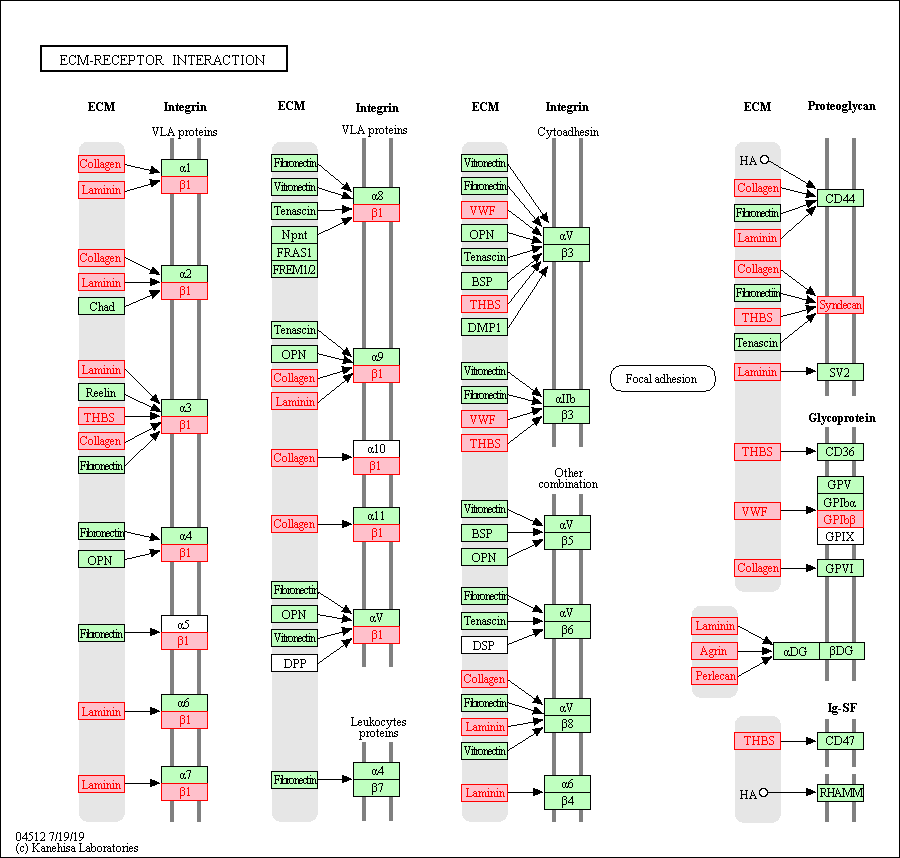 ECM-RECEPTOR INTERACTION
ECM
Integrin
VLA proteins
Collagen
Laminin
α1
β1
Collagen
Laminin
Chad
α2
β1
Laminin
Reelin
THBS
Collagen
Fibronectin
α3
β1
Fibronectin
OPN
α4
β1
Fibronectin
α5
β1
Laminin
α6
β1
Laminin
α7
β1
ECM
Integrin
VLA proteins
Fibronectin
Vitronectin
Tenascin
Npnt
FRAS1
FREM1/2
α8
β1
Tenascin
OPN
Collagen
Laminin
α9
β1
Collagen
α10
β1
Collagen
α11
β1
Fibronectin
OPN
Vitronectin
DPP
αV
β1
Leukocytes
proteins
Fibronectin
α4
β7
ECM
Integrin
Cytoadhesin
Vitronectin
Fibronectin
VWF
OPN
Tenascin
BSP
THBS
DMP1
αV
β3
Vitronectin
Fibronectin
VWF
THBS
αIIb
β3
Other
combination
Vitronectin
BSP
OPN
αV
β5
Fibronectin
Tenascin
DSP
αV
β6
Collagen
Fibronectin
Laminin
Vitronectin
αV
β8
Laminin
α6
β4
Focal adhesion
ECM
Proteoglycan
HA
Collagen
Fibronectin
Laminin
CD44
Collagen
Fibronectin
THBS
Tenascin
Syndecan
Laminin
SV2
Glycoprotein
THBS
CD36
VWF
GPV
GPIbα
GPIbβ
GPIX
Collagen
GPVI
Laminin
Agrin
Perlecan
αDG
βDG
Ig-SF
THBS
CD47
HA
RHAMM
04512 7/19/19
(c) Kanehisa Laboratories